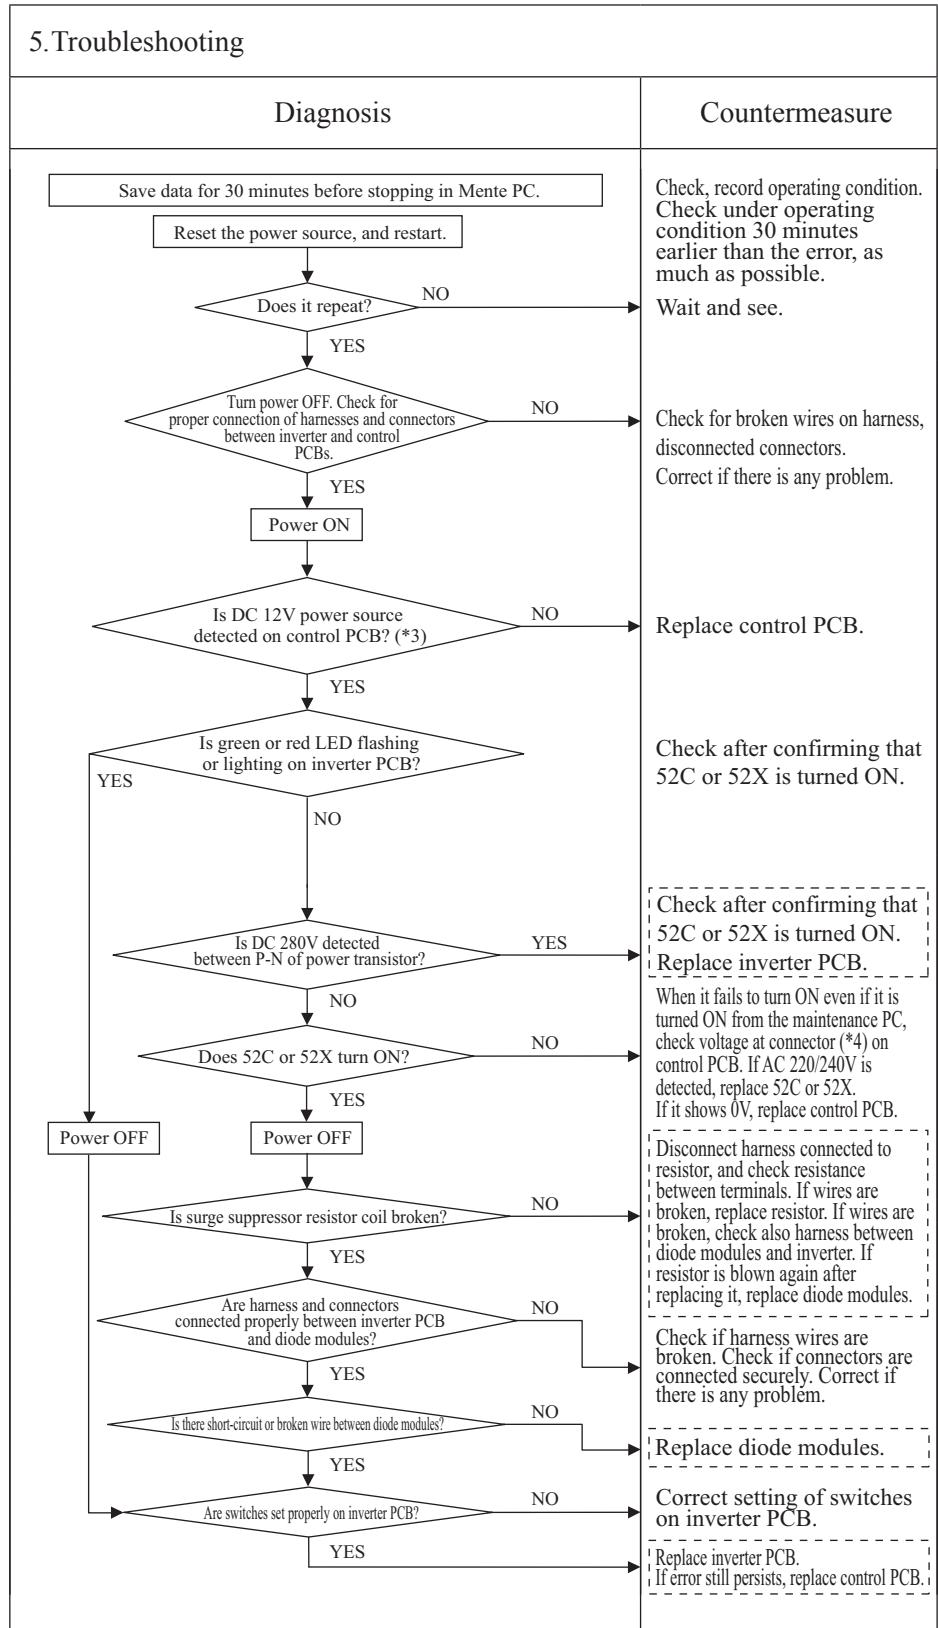 5.Troubleshooting
Diagnosis
Countermeasure
Save data for 30 minutes before stopping in Mente PC.
Check, record operating condition.
Check under operating
condition 30 minutes
earlier than the error, as
much as possible.
Reset the power source, and restart.
Does it repeat?
NO
Wait and see.
YES
Turn power OFF. Check for
proper connection of harnesses and connectors
between inverter and control
PCBs.
NO
Check for broken wires on harness,
disconnected connectors.
Correct if there is any problem.
YES
Power ON
Is DC 12V power source
detected on control PCB? (*3)
NO
Replace control PCB.
YES
Is green or red LED flashing
or lighting on inverter PCB?
YES
Check after confirming that
52C or 52X is turned ON.
NO
Is DC 280V detected
between P-N of power transistor?
YES
Check after confirming that
52C or 52X is turned ON.
Replace inverter PCB.
NO
Does 52C or 52X turn ON?
NO
When it fails to turn ON even if it is
turned ON from the maintenance PC,
check voltage at connector (*4) on
control PCB. If AC 220/240V is
detected, replace 52C or 52X.
If it shows 0V, replace control PCB.
YES
Power OFF
Power OFF
Is surge suppressor resistor coil broken?
NO
Disconnect harness connected to
resistor, and check resistance
between terminals. If wires are
broken, replace resistor. If wires are
broken, check also harness between
diode modules and inverter. If
resistor is blown again after
replacing it, replace diode modules.
YES
Are harness and connectors
connected properly between inverter PCB
and diode modules?
NO
Check if harness wires are
broken. Check if connectors are
connected securely. Correct if
there is any problem.
YES
Is there short-circuit or broken wire between diode modules?
NO
Replace diode modules.
YES
Are switches set properly on inverter PCB?
NO
Correct setting of switches
on inverter PCB.
YES
Replace inverter PCB.
If error still persists, replace control PCB.